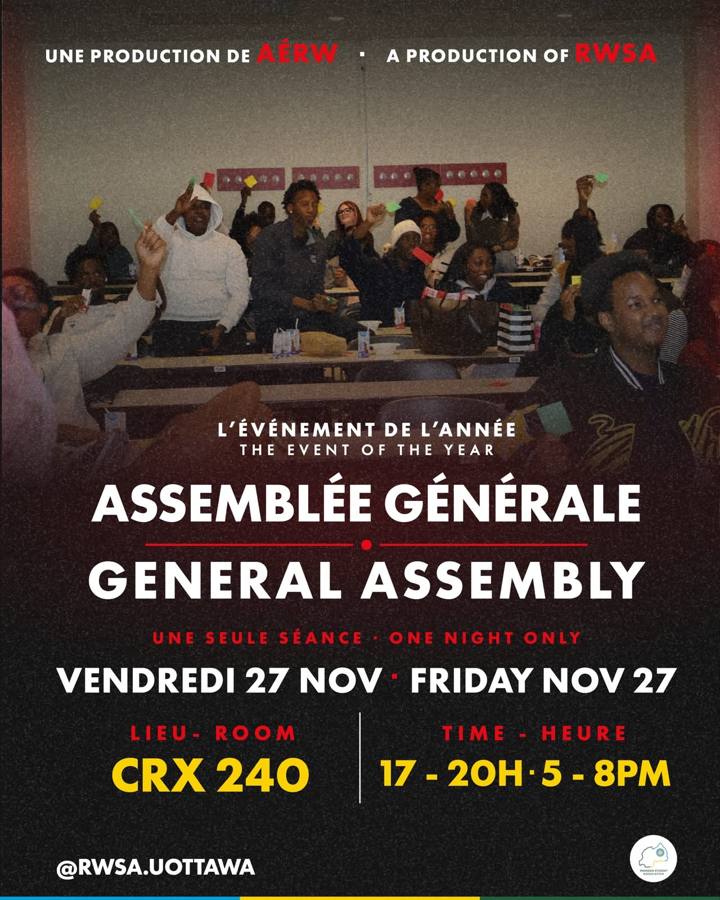 UNE PRODUCTION DE AÉRW · A PRODUCTION OF RWSA
L'ÉVÉNEMENT DE L'ANNÉE
THE EVENT OF THE YEAR
ASSEMBLÉE GÉNÉRALE
GENERAL ASSEMBLY
UNE SEULE SÉANCE · ONE NIGHT ONLY
VENDREDI 27 NOV · FRIDAY NOV 27
LIEU- ROOM
CRX 240
TIME - HEURE
17 - 20H · 5 - 8PM
@RWSA.UOTTAWA